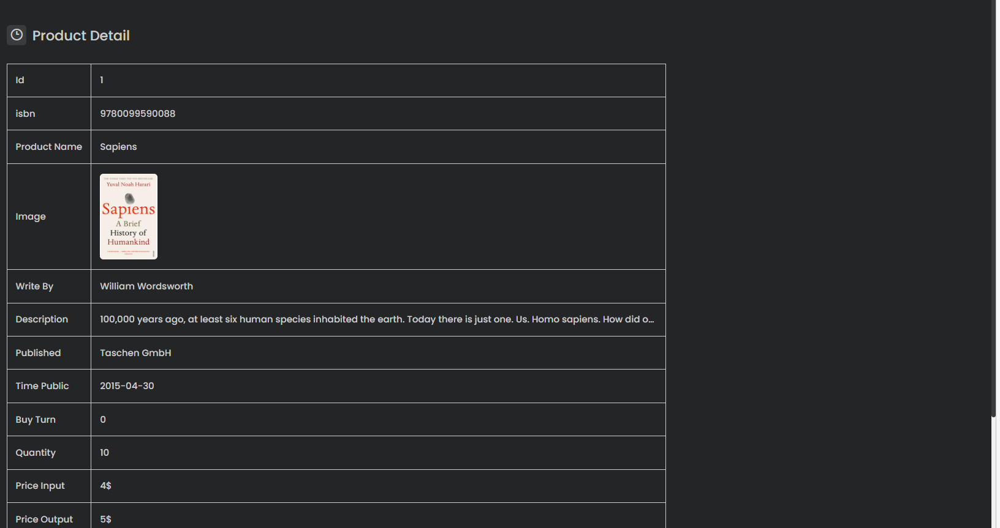 Product Detail
Id 1
isbn 9780099590088
Product Name Sapiens
Image
Yuval Noah Harari
Sapiens
A Brief
History of
Humankind
Write By William Wordsworth
Description 100,000 years ago, at least six human species inhabited the earth. Today there is just one. Us. Homo sapiens. How did o...
Published Taschen GmbH
Time Public 2015-04-30
Buy Turn 0
Quantity 10
Price Input 4$
Price Output 5$